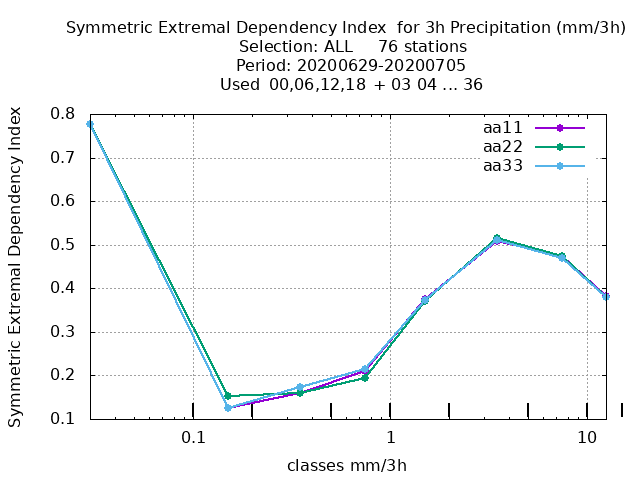 Symmetric Extremal Dependency Index for 3h Precipitation (mm/3h)
Selection: ALL 76 stations
Period: 20200629-20200705
Used 00,06,12,18 + 03 04 ... 36
Symmetric Extremal Dependency Index
0.8
0.7
0.6
0.5
0.4
0.3
0.2
0.1
aa11
aa22
aa33
0.1 1 10
classes mm/3h